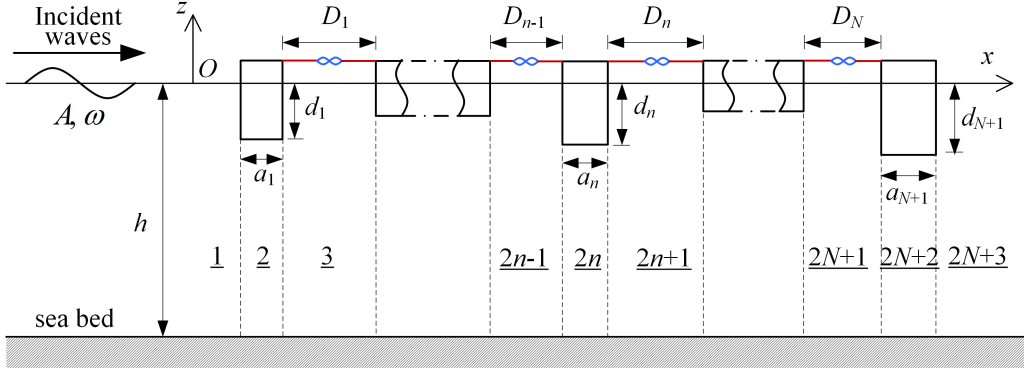 Incident
waves
A, ω
z
O
x
D1
Dn-1
Dn
DN
d1
dn
dN+1
a1
an
aN+1
h
1 2 3 2n-1 2n 2n+1 2N+1 2N+2 2N+3
sea bed